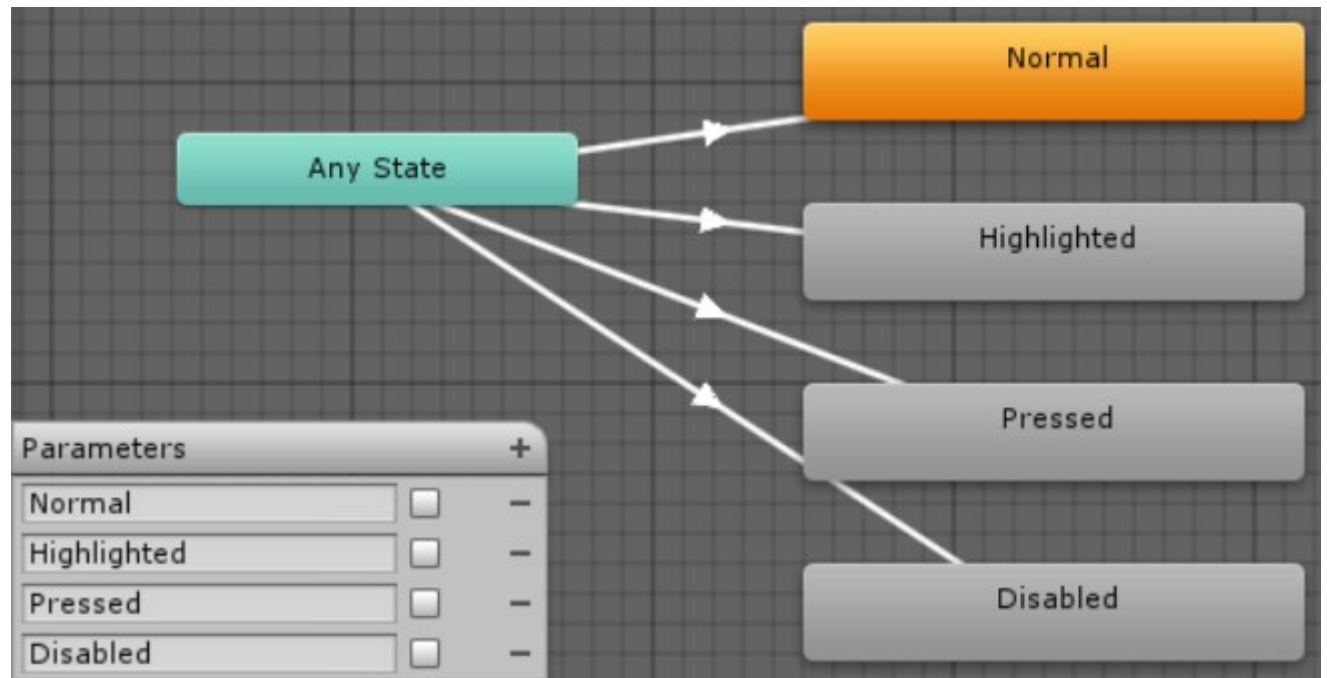 Normal
Any State
Highlighted
Pressed
Disabled
Parameters +
Normal -
Highlighted -
Pressed -
Disabled -